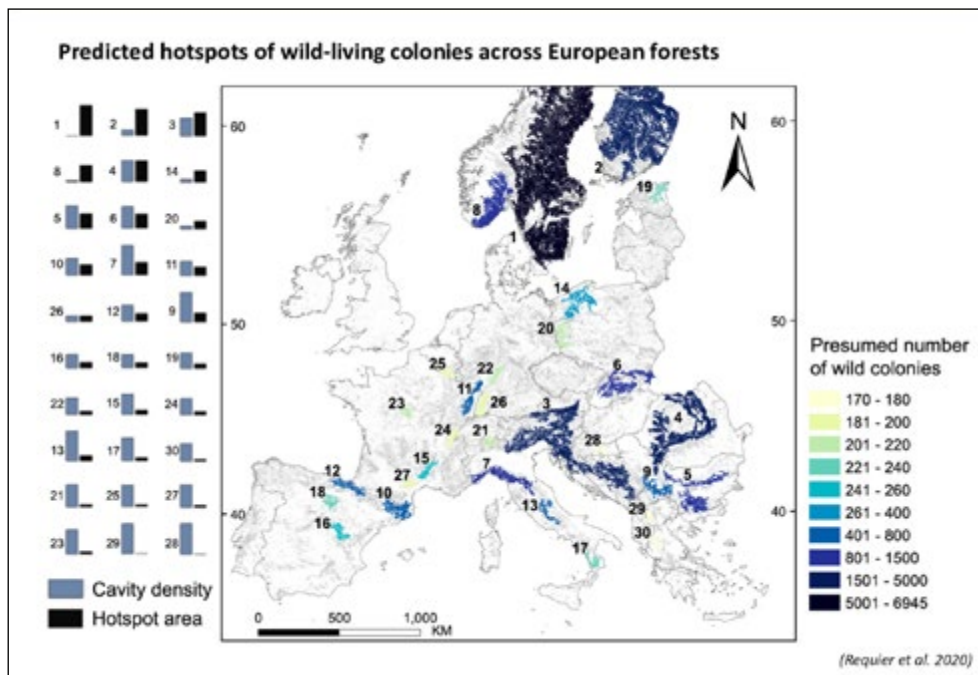 Predicted hotspots of wild-living colonies across European forests
1 2 3
8 4 14
5 6 20
10 7 11
26 12 9
16 18 19
22 15 24
13 17 30
21 25 27
23 29 28
Cavity density
Hotspot area
60
50
40
60
50
40
N
2
19
8
1
14
20
6
25
22
11
26
3
4
23
24
21
28
15
27
7
9
5
12
10
13
29
18
30
16
17
0 500 1,000
KM
Presumed number
of wild colonies
170 - 180
181 - 200
201 - 220
221 - 240
241 - 260
261 - 400
401 - 800
801 - 1500
1501 - 5000
5001 - 6945
(Requier et al. 2020)